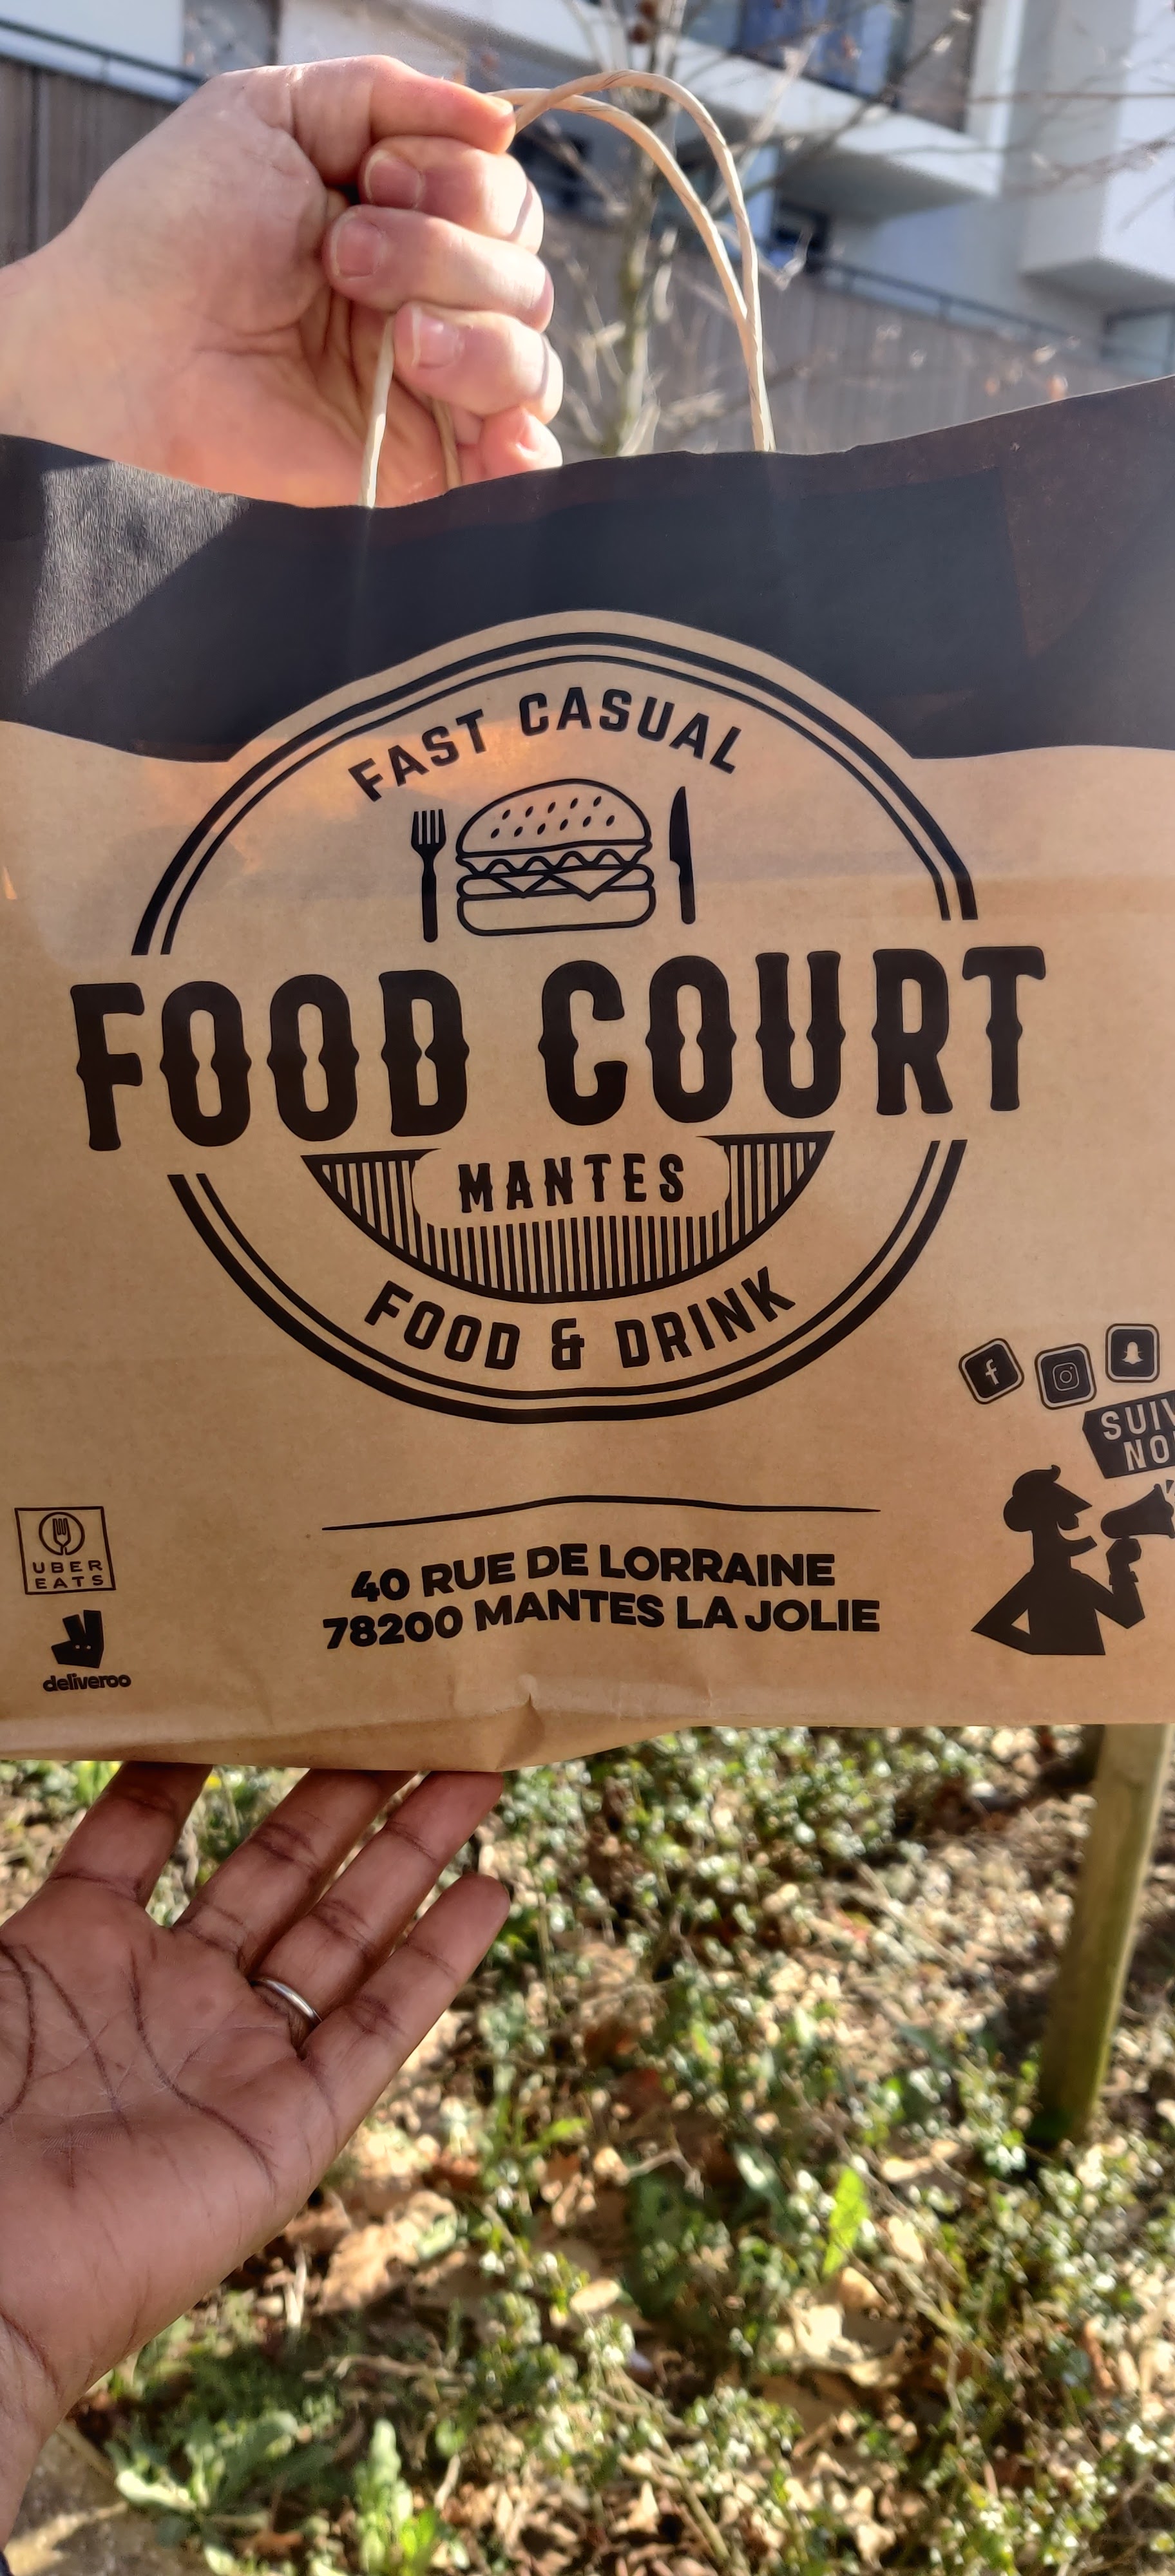 FAST CASUAL
FOOD COURT
MANTES
FOOD & DRINK
UBER
EATS
deliveroo
40 RUE DE LORRAINE
78200 MANTES LA JOLIE